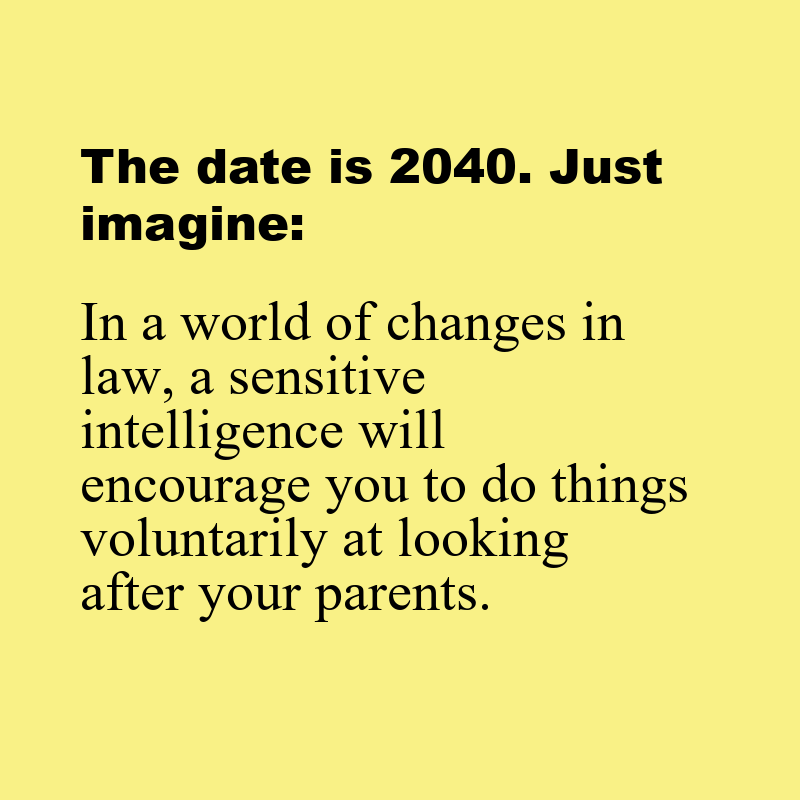 The date is 2040. Just
imagine:
In a world of changes in
law, a sensitive
intelligence will
encourage you to do things
voluntarily at looking
after your parents.